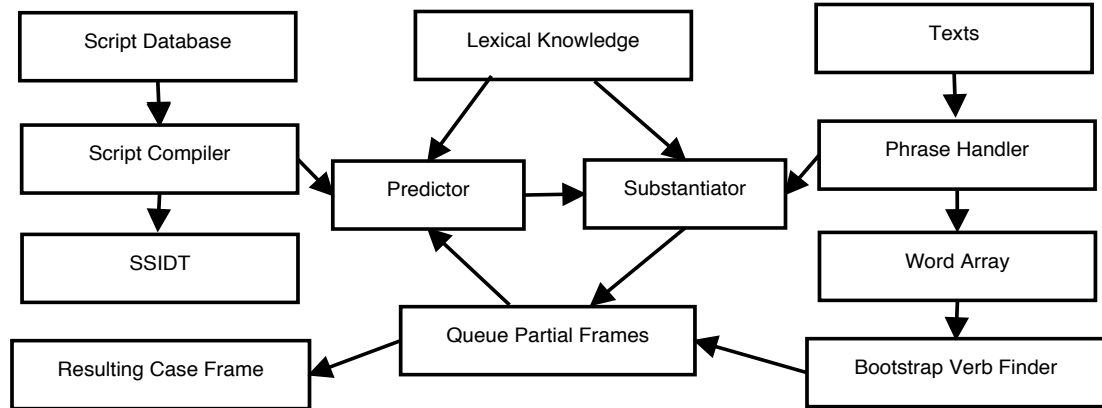 Script Database
Lexical Knowledge
Texts
Script Compiler
Phrase Handler
Predictor
Substantiator
SSIDT
Word Array
Queue Partial Frames
Resulting Case Frame
Bootstrap Verb Finder